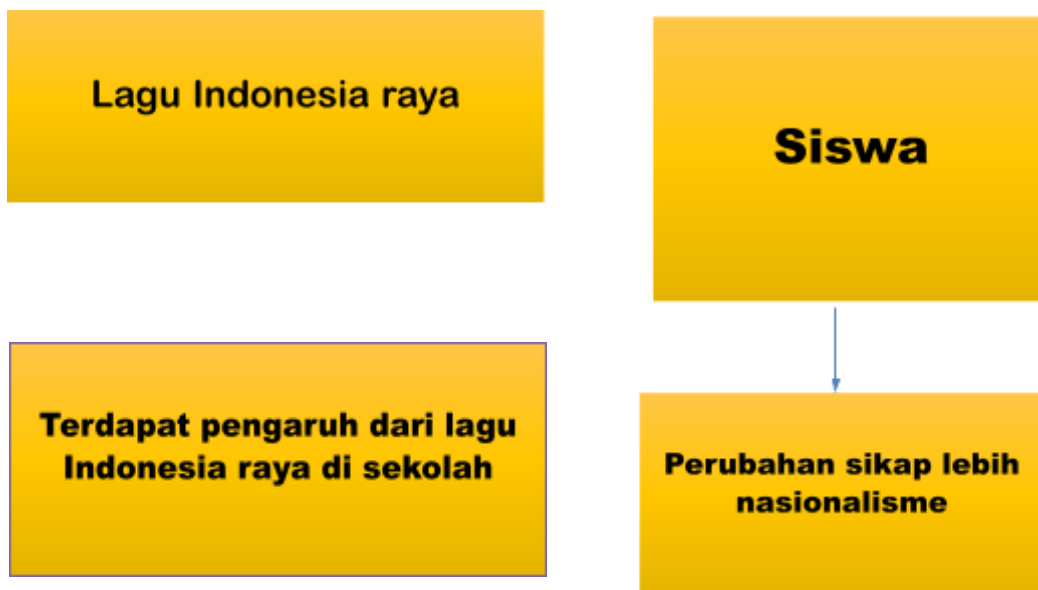 Lagu Indonesia raya
Siswa
Terdapat pengaruh dari lagu
Indonesia raya di sekolah
Perubahan sikap lebih
nasionalisme